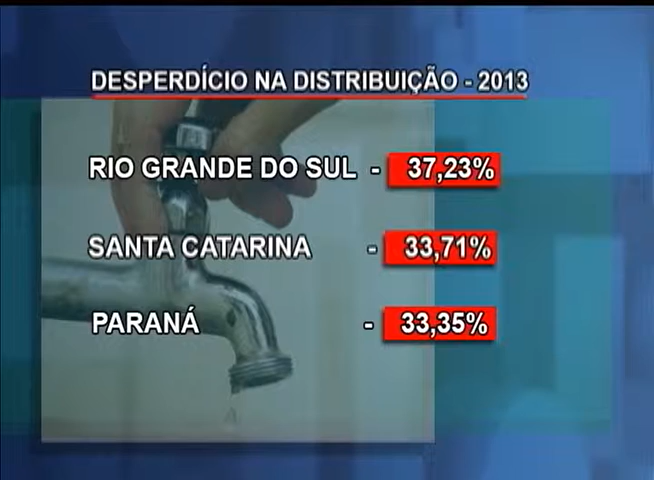 DESPERDÍCIO NA DISTRIBUIÇÃO - 2013
RIO GRANDE DO SUL - 37,23%
SANTA CATARINA - 33,71%
PARANÁ - 33,35%